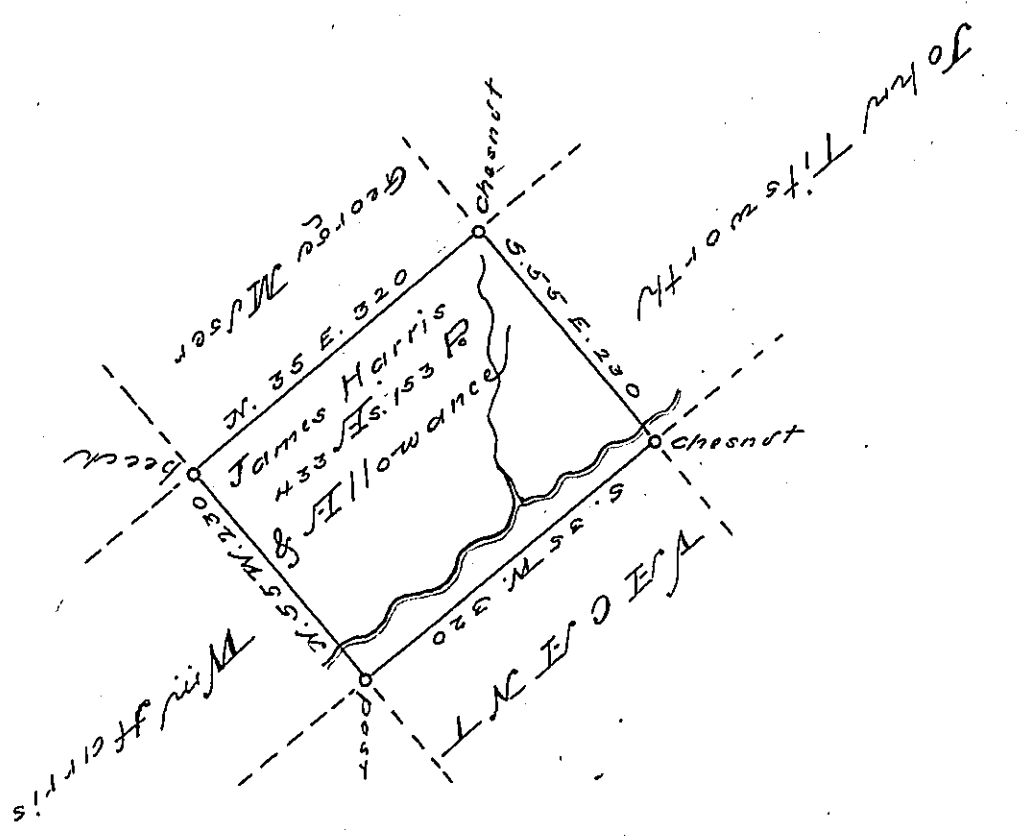 Chesnut
John Titsworth
George Muser
N. 35 E. 320
S. 55 E. 230
James Harris
433 As. 153 P.
& Allowance
Beech
Chesnut
N. 55 W. 230
S. 35 W. 320
Wm Harris
Post
VACANT